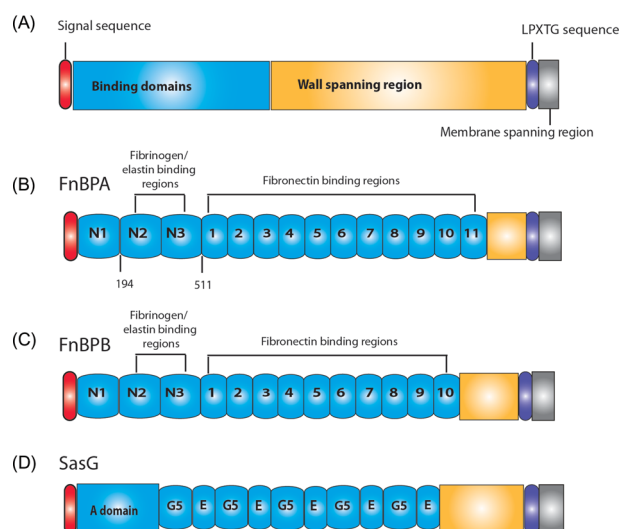 (A)
Signal sequence
LPXTG sequence
Binding domains
Wall spanning region
Membrane spanning region
(B)
FnBPA
Fibrinogen/
elastin binding
regions
Fibronectin binding regions
N1 N2 N3 1 2 3 4 5 6 7 8 9 10 11
194
511
(C)
FnBPB
Fibrinogen/
elastin binding
regions
Fibronectin binding regions
N1 N2 N3 1 2 3 4 5 6 7 8 9 10
(D)
SasG
A domain G5 E G5 E G5 E G5 E G5 E